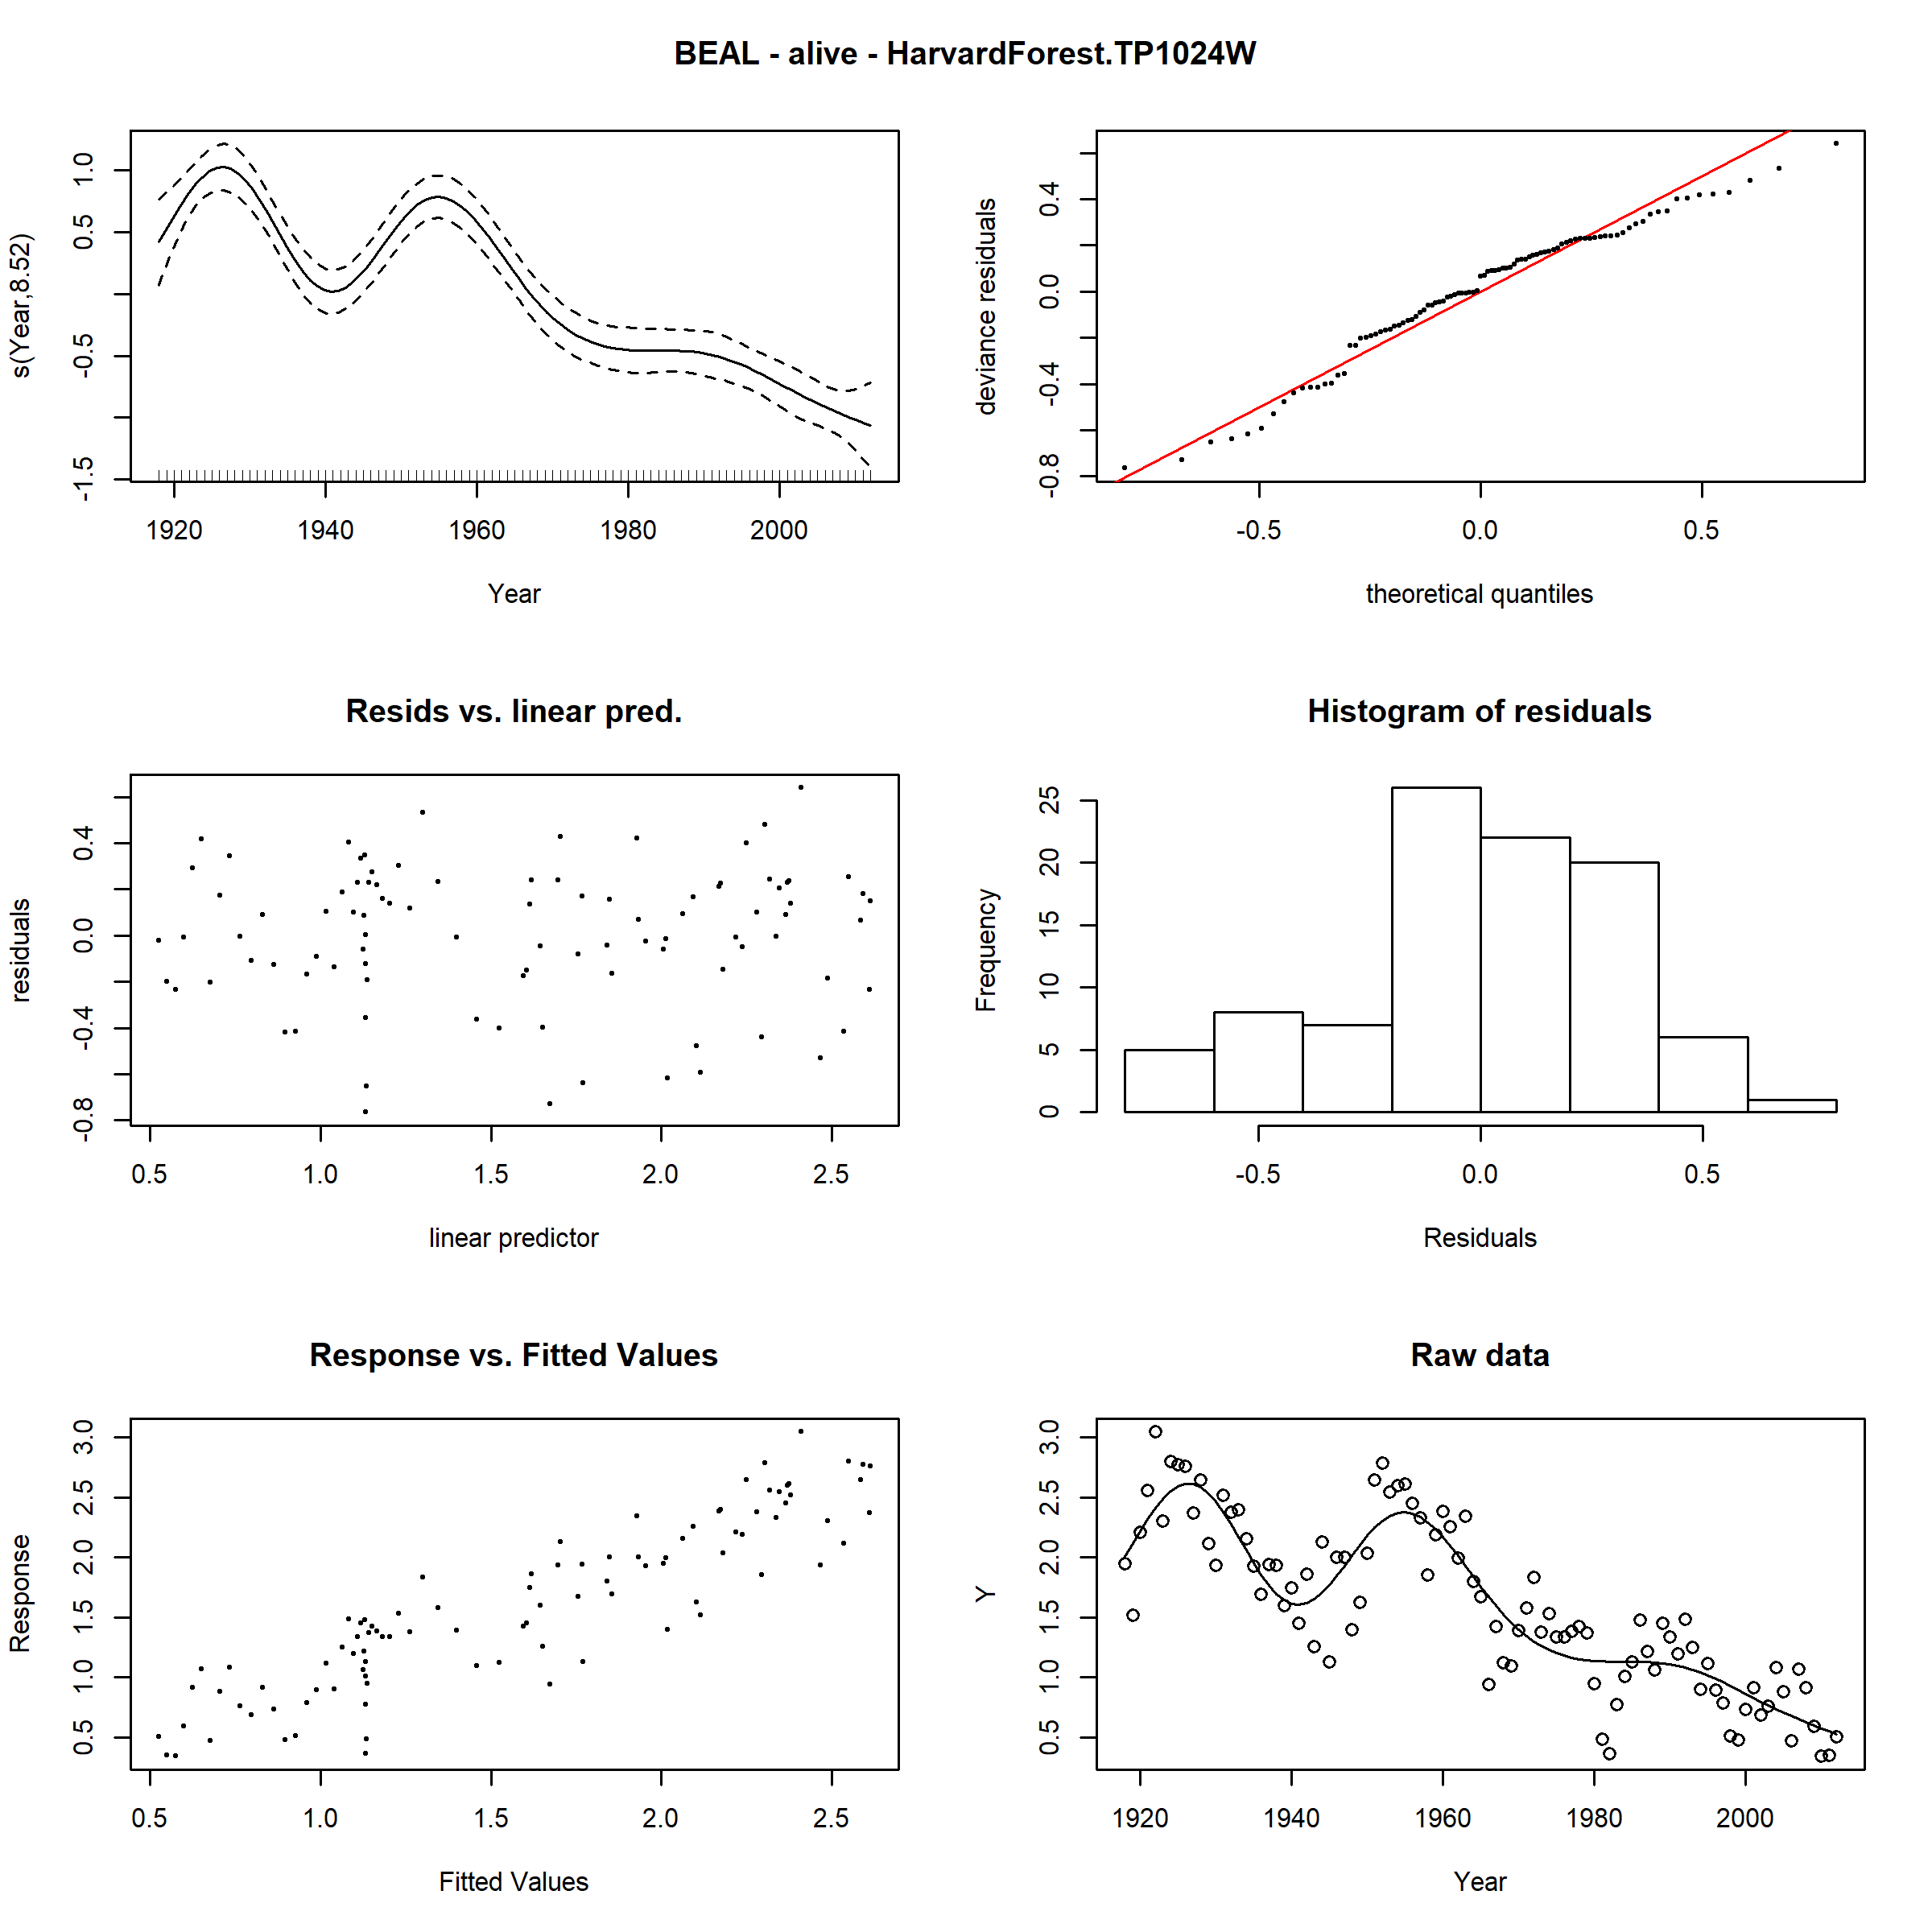 BEAL - alive - HarvardForest.TP1024W
s(Year,8.52)
1.0
0.5
-0.5
-1.5
1920 1940 1960 1980 2000
Year
deviance residuals
0.4
0.0
-0.4
-0.8
-0.5 0.0 0.5
theoretical quantiles
Resids vs. linear pred.
residuals
0.4
0.0
-0.4
-0.8
0.5 1.0 1.5 2.0 2.5
linear predictor
Histogram of residuals
Frequency
25
20
15
10
5
0
-0.5 0.0 0.5
Residuals
Response vs. Fitted Values
Response
3.0
2.5
2.0
1.5
1.0
0.5
0.5 1.0 1.5 2.0 2.5
Fitted Values
Raw data
Y
3.0
2.5
2.0
1.5
1.0
0.5
1920 1940 1960 1980 2000
Year